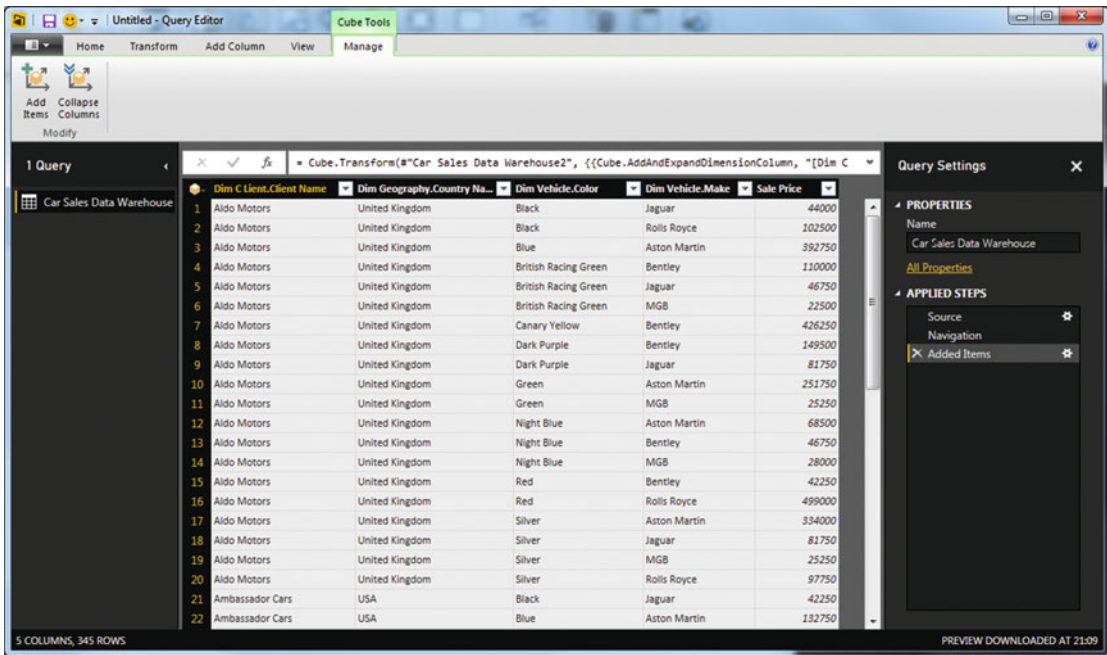 Untitled - Query Editor
Cube Tools
Home Transform Add Column View Manage
Add Items
Collapse Columns
Modify
1 Query
Car Sales Data Warehouse
= Cube.Transform(#"Car Sales Data Warehouse2", {{Cube.AddAndExpandDimensionColumn, "[Dim C
Dim C Lient.Client Name Dim Geography.Country Na... Dim Vehicle.Color Dim Vehicle.Make Sale Price
1 Aldo Motors United Kingdom Black Jaguar 44000
2 Aldo Motors United Kingdom Black Rolls Royce 102500
3 Aldo Motors United Kingdom Blue Aston Martin 392750
4 Aldo Motors United Kingdom British Racing Green Bentley 110000
5 Aldo Motors United Kingdom British Racing Green Jaguar 46750
6 Aldo Motors United Kingdom British Racing Green MGB 22500
7 Aldo Motors United Kingdom Canary Yellow Bentley 426250
8 Aldo Motors United Kingdom Dark Purple Bentley 149500
9 Aldo Motors United Kingdom Dark Purple Jaguar 81750
10 Aldo Motors United Kingdom Green Aston Martin 251750
11 Aldo Motors United Kingdom Green MGB 25250
12 Aldo Motors United Kingdom Night Blue Aston Martin 68500
13 Aldo Motors United Kingdom Night Blue Bentley 46750
14 Aldo Motors United Kingdom Night Blue MGB 28000
15 Aldo Motors United Kingdom Red Bentley 42250
16 Aldo Motors United Kingdom Red Rolls Royce 499000
17 Aldo Motors United Kingdom Silver Aston Martin 334000
18 Aldo Motors United Kingdom Silver Jaguar 81750
19 Aldo Motors United Kingdom Silver MGB 25250
20 Aldo Motors United Kingdom Silver Rolls Royce 97750
21 Ambassador Cars USA Black Jaguar 42250
22 Ambassador Cars USA Blue Aston Martin 132750
Query Settings
PROPERTIES
Name
Car Sales Data Warehouse
All Properties
APPLIED STEPS
Source
Navigation
Added Items
5 COLUMNS, 345 ROWS
PREVIEW DOWNLOADED AT 21:09